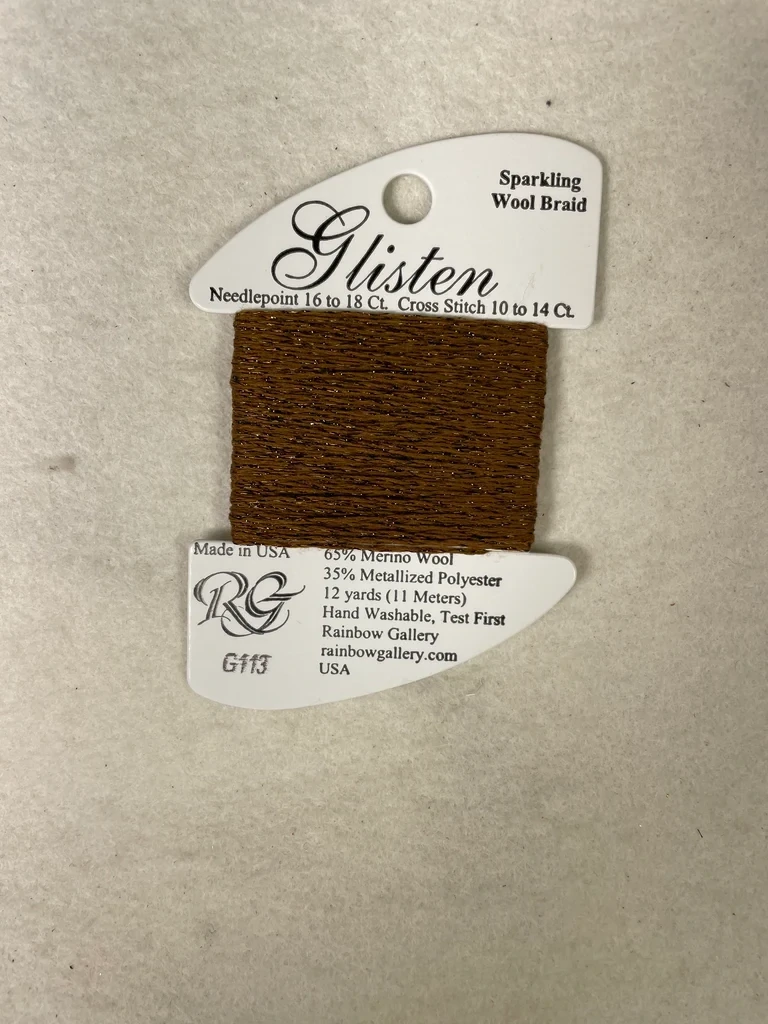 Sparkling
Wool Braid
Glisten
Needlepoint 16 to 18 Ct. Cross Stitch 10 to 14 Ct.
Made in USA
RG
G113
65% Merino Wool
35% Metallized Polyester
12 yards (11 Meters)
Hand Washable, Test First
Rainbow Gallery
rainbowgallery.com
USA